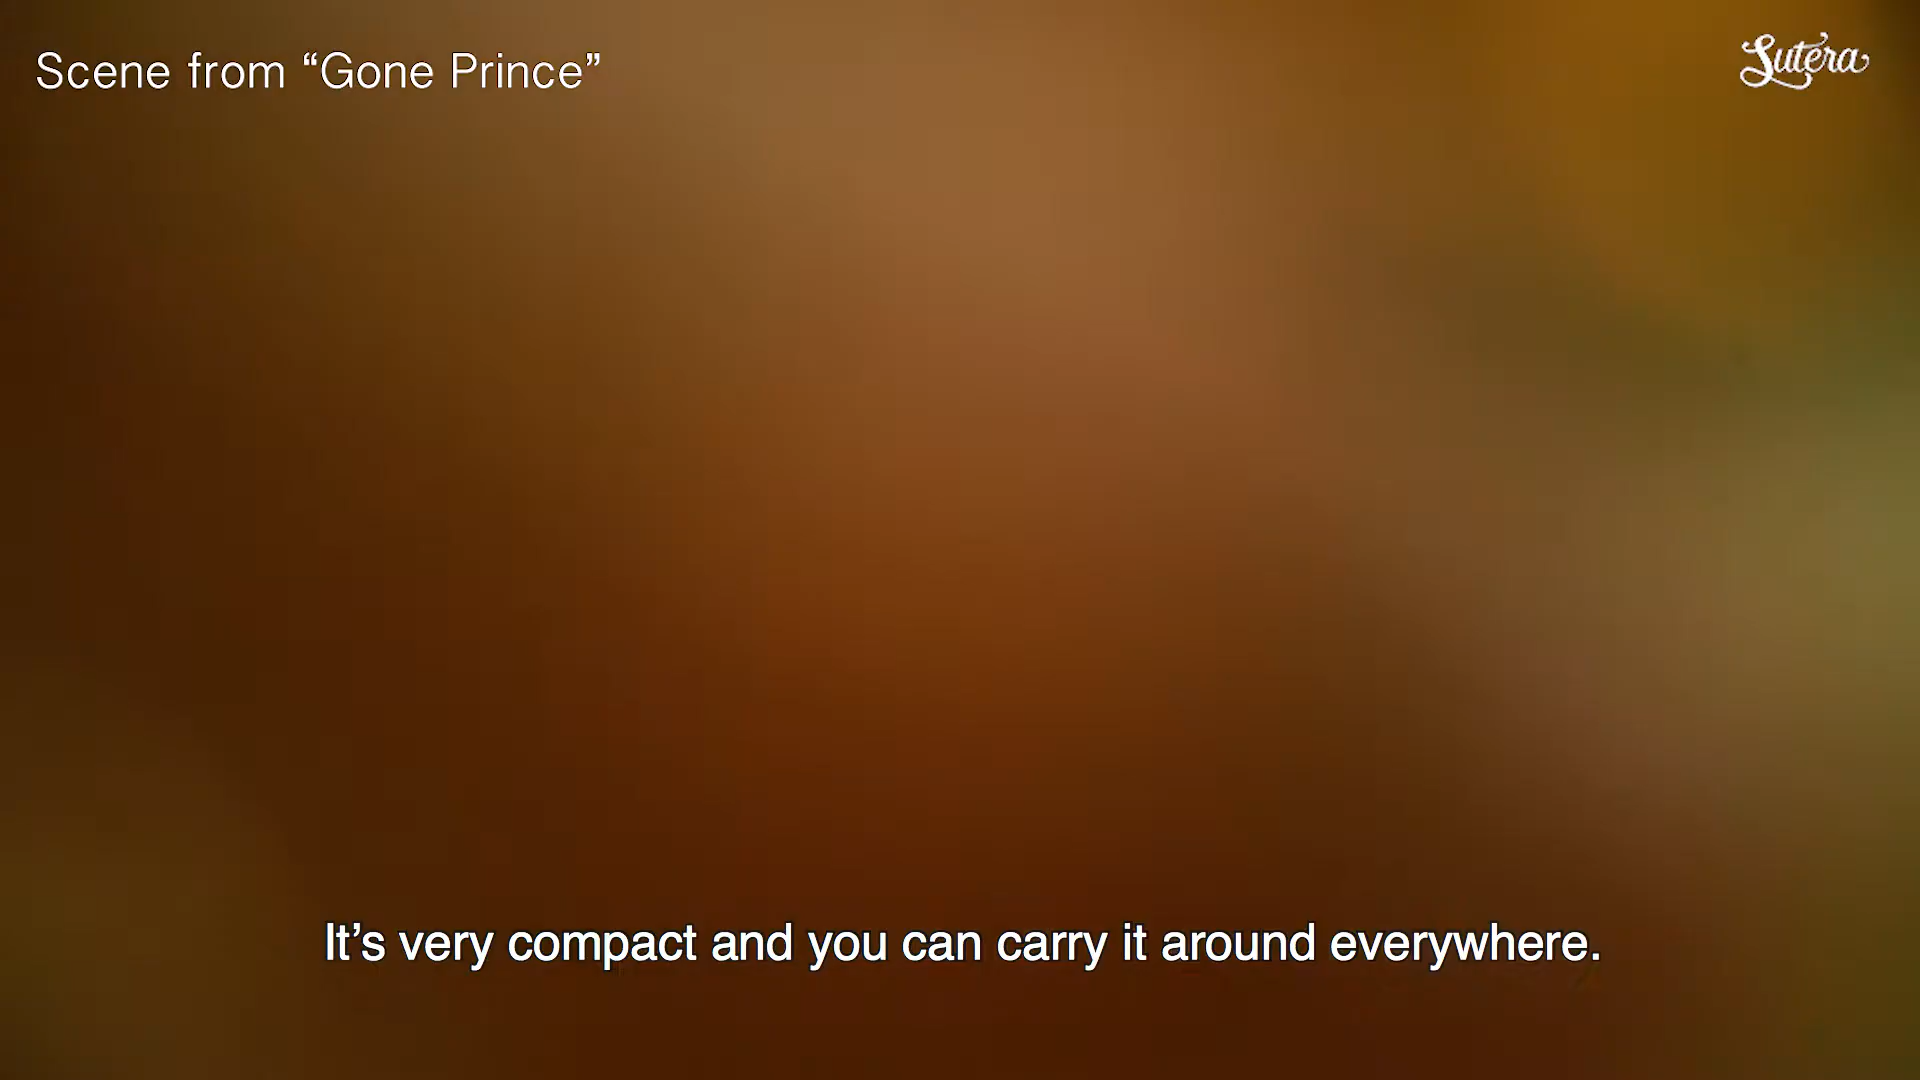 Scene from “Gone Prince”
Sutera
It’s very compact and you can carry it around everywhere.